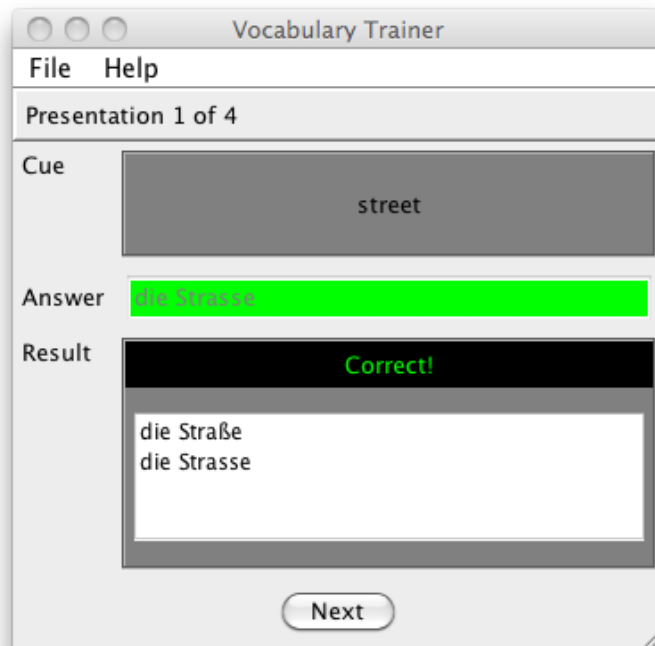 Vocabulary Trainer
File Help
Presentation 1 of 4
Cue
street
Answer die Strasse
Result
Correct!
die Straße
die Strasse
Next